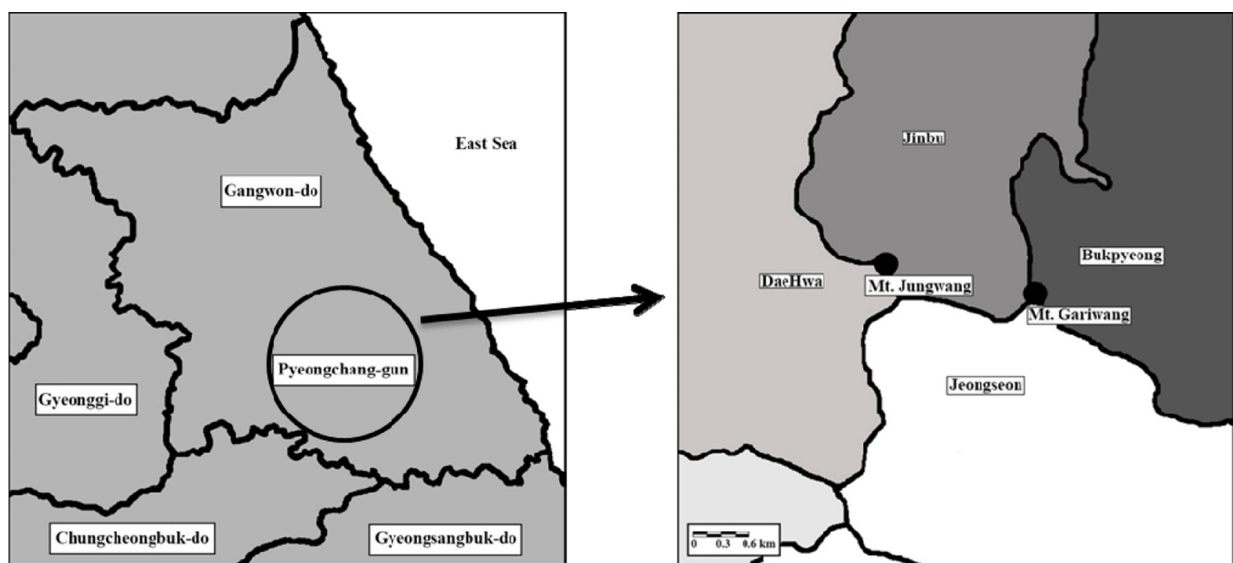 East Sea
Gangwon-do
Pyeongchang-gun
Gyeonggi-do
Chungcheongbuk-do
Gyeongsangbuk-do
Jinbu
Bukpyeong
DaeHwa
Mt. Jungwang
Mt. Gariwang
Jeongseon
0 0.3 0.6 km